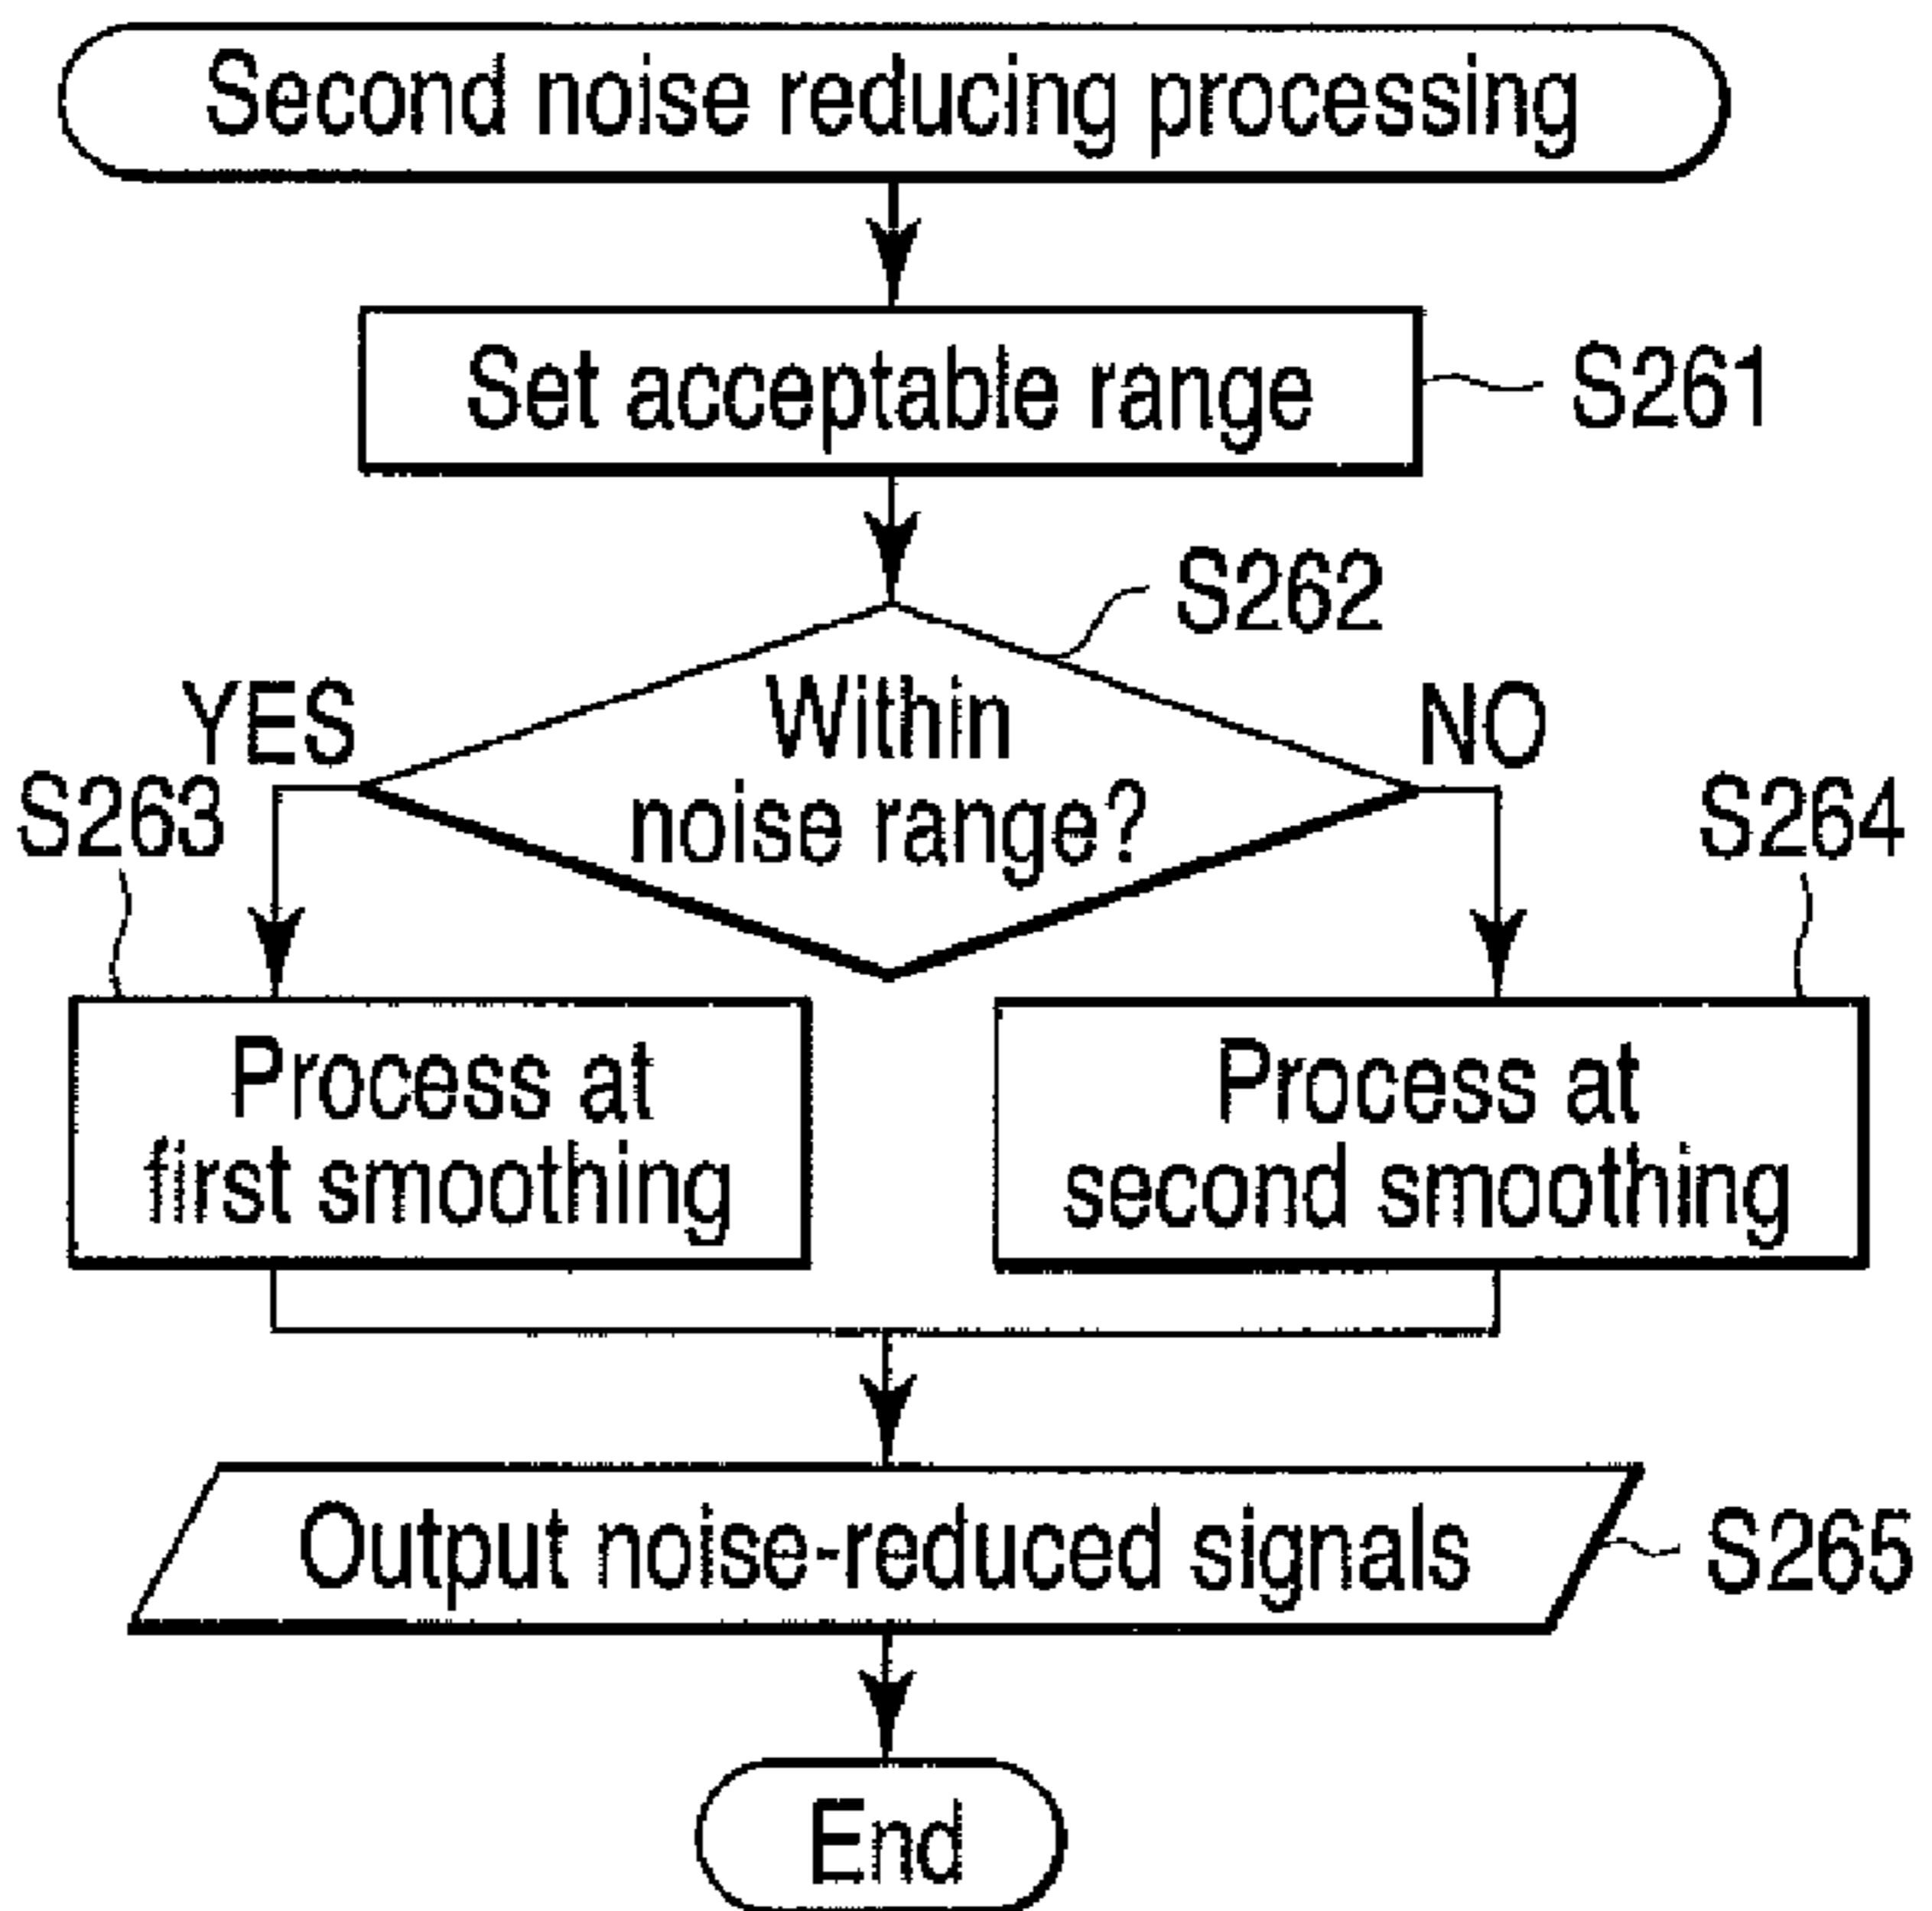 Second noise reducing processing
Set acceptable range
S261
S262
Within
noise range?
YES
NO
S263
S264
Process at
first smoothing
Process at
second smoothing
Output noise-reduced signals
S265
End